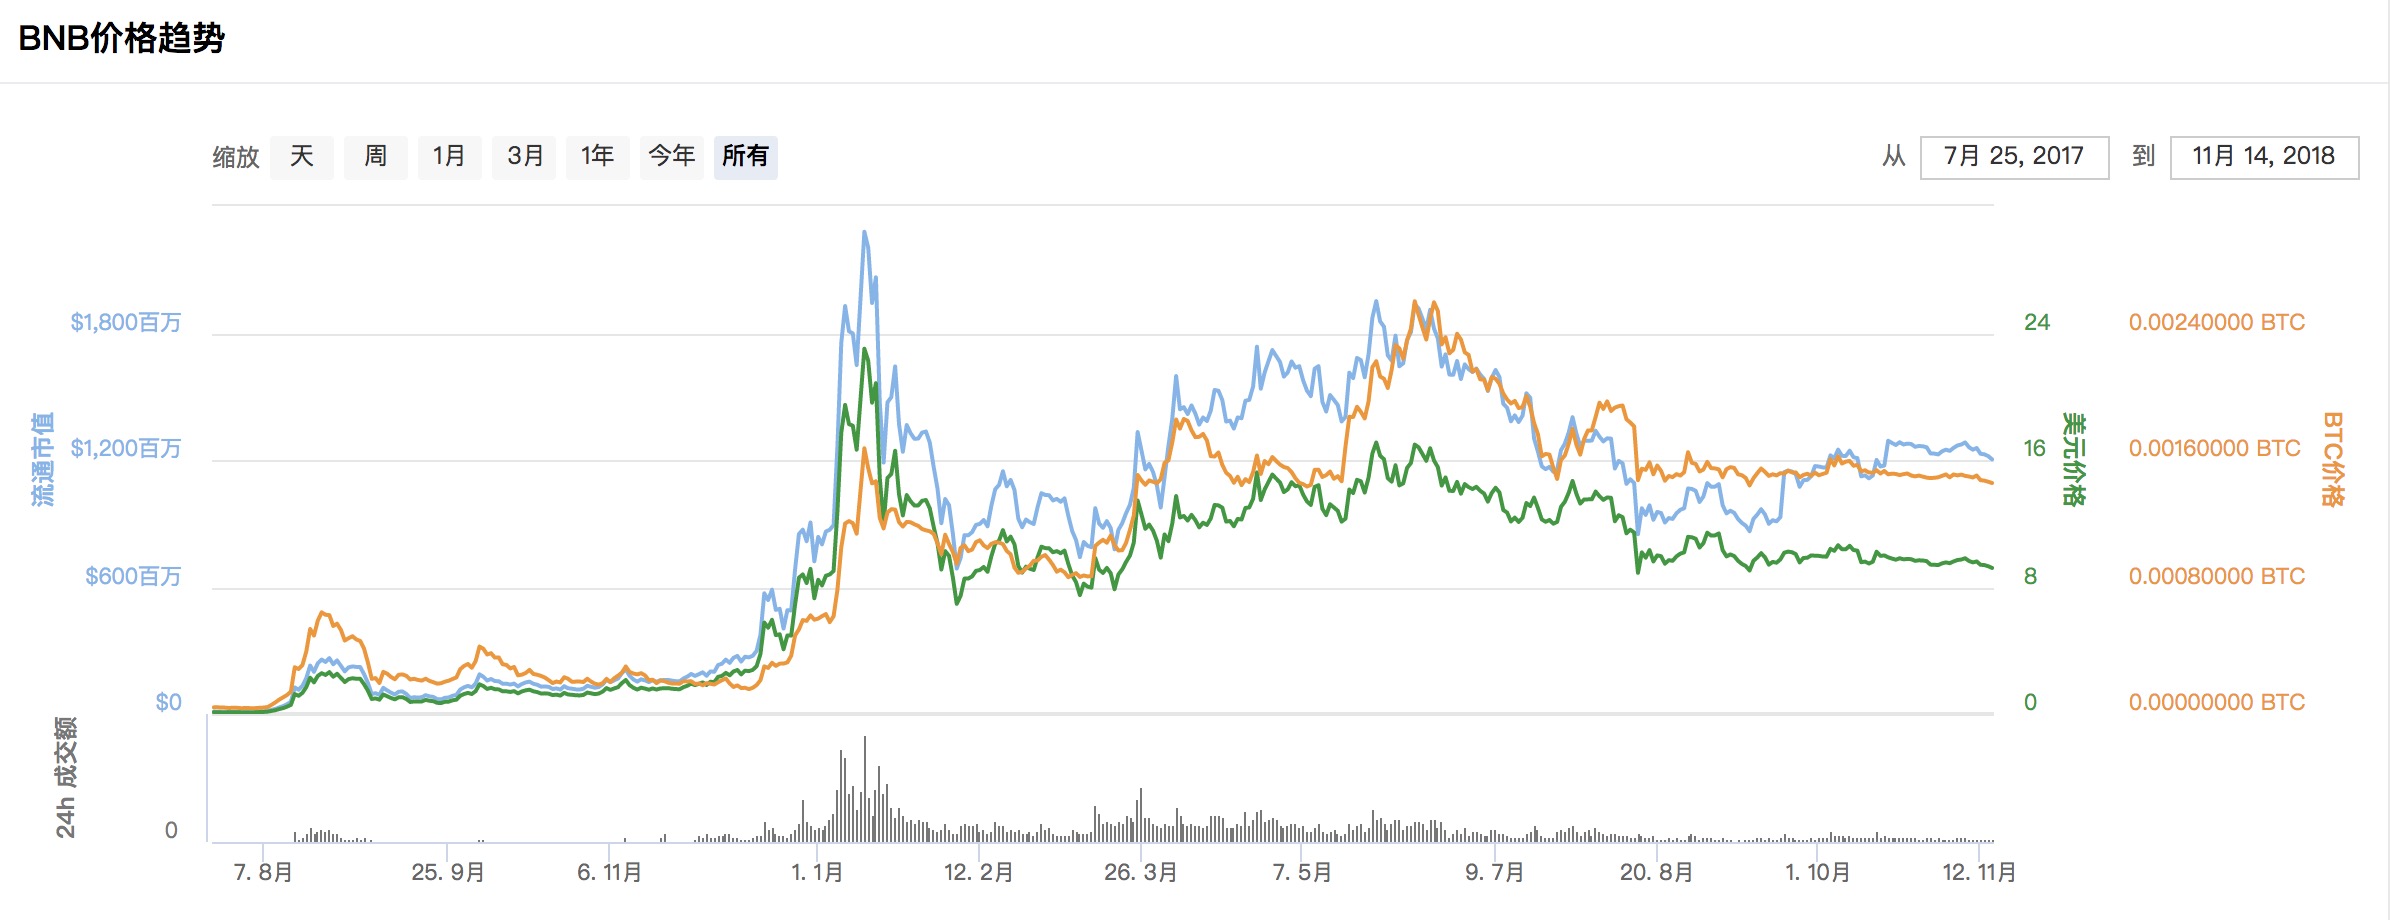 BNB价格趋势
缩放 天 周 1月 3月 1年 今年 所有 从 7月 25, 2017 到 11月 14, 2018
$1,800百万 24 0.00240000 BTC
$1,200百万 16 0.00160000 BTC
$600百万 8 0.00080000 BTC
$0 0 0.00000000 BTC
流通市值
美元价格
BTC价格
24h 成交额
0
7. 8月 25. 9月 6. 11月 1. 1月 12. 2月 26. 3月 7. 5月 9. 7月 20. 8月 1. 10月 12. 11月